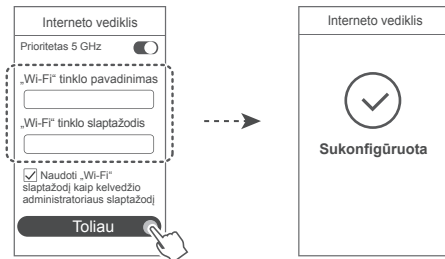 Interneto vediklis
Prioritetas 5 GHz
„Wi-Fi“ tinklo pavadinimas
„Wi-Fi“ tinklo slaptažodis
Naudoti „Wi-Fi“
slaptažodį kaip kelvedžio
administratoriaus slaptažodį
Toliau
Interneto vediklis
Sukonfigūruota